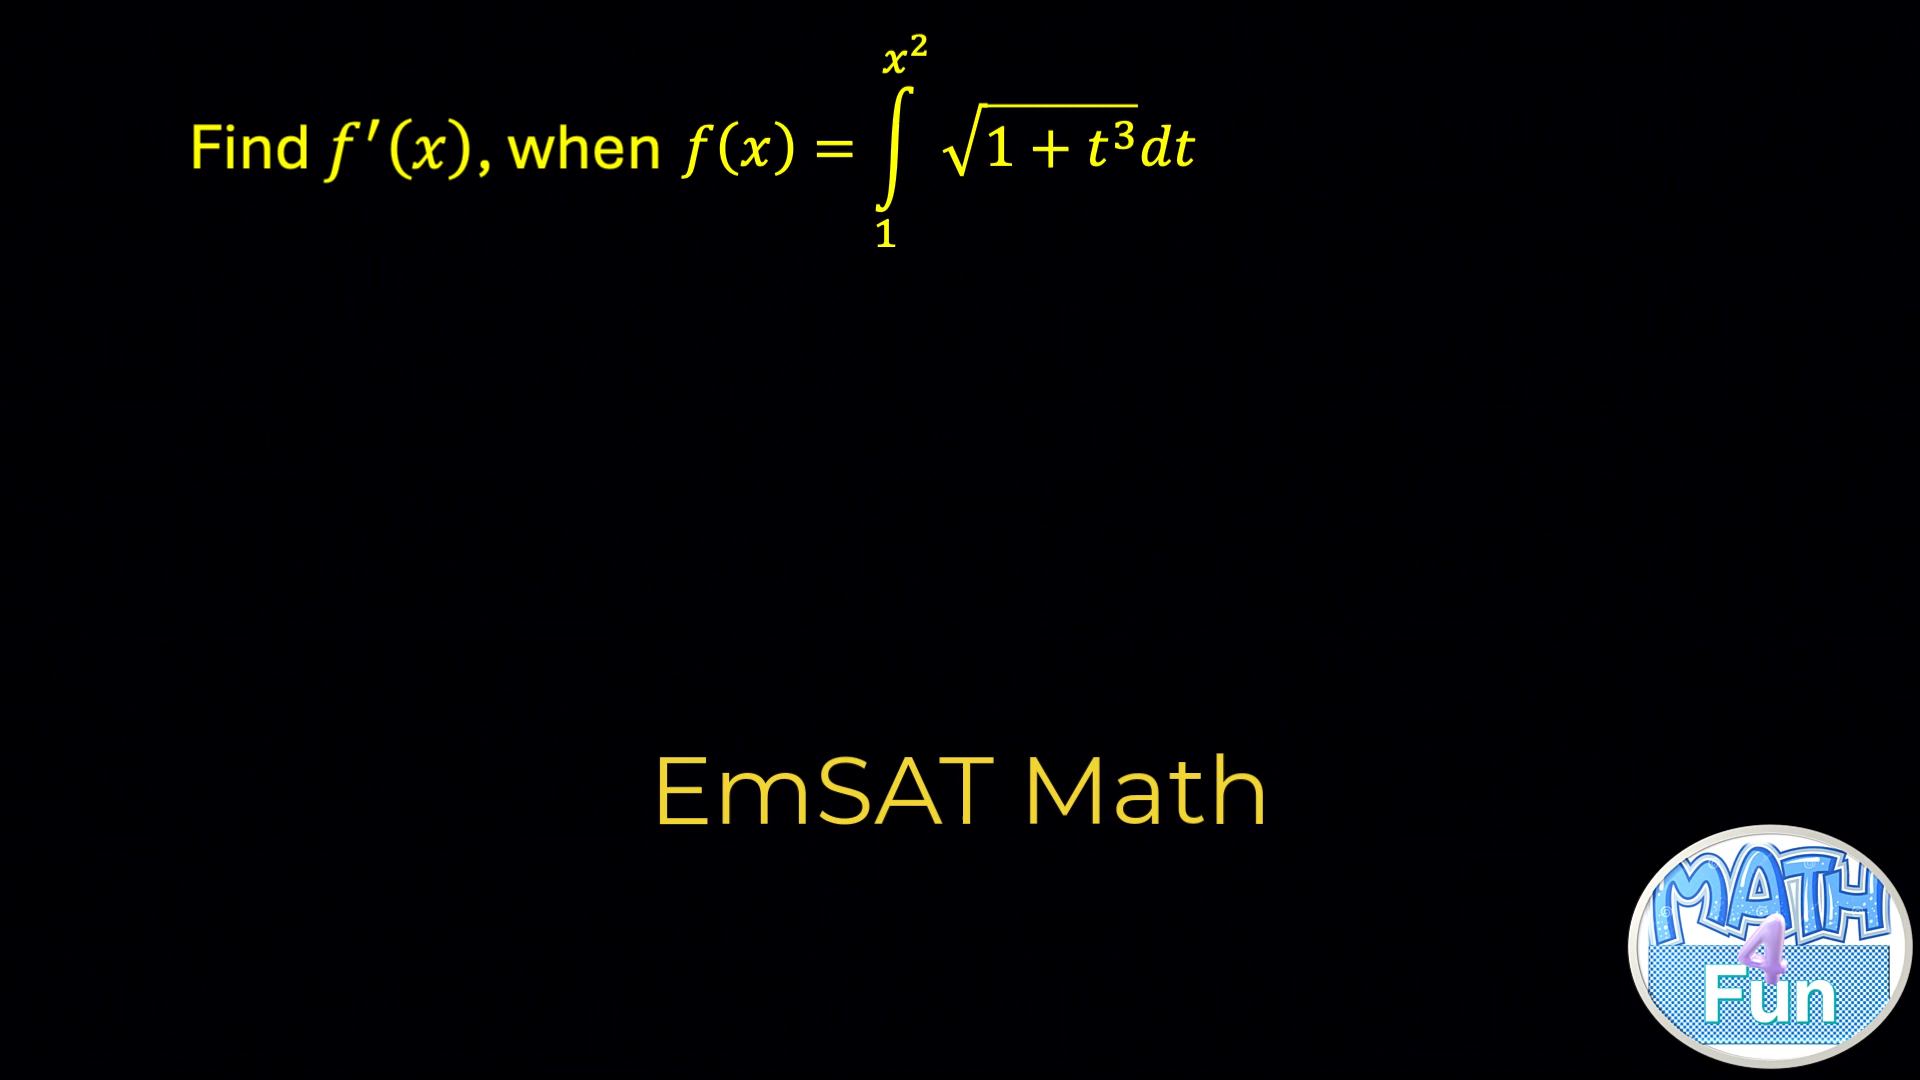 Find f′(x), when f(x) = ∫₁^{x²} √(1 + t³) dt
EmSAT Math
MATH
4
Fun